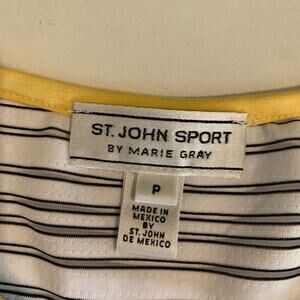 ST. JOHN SPORT
BY MARIE GRAY
P
MADE IN
MEXICO
BY
ST. JOHN
DE MEXICO